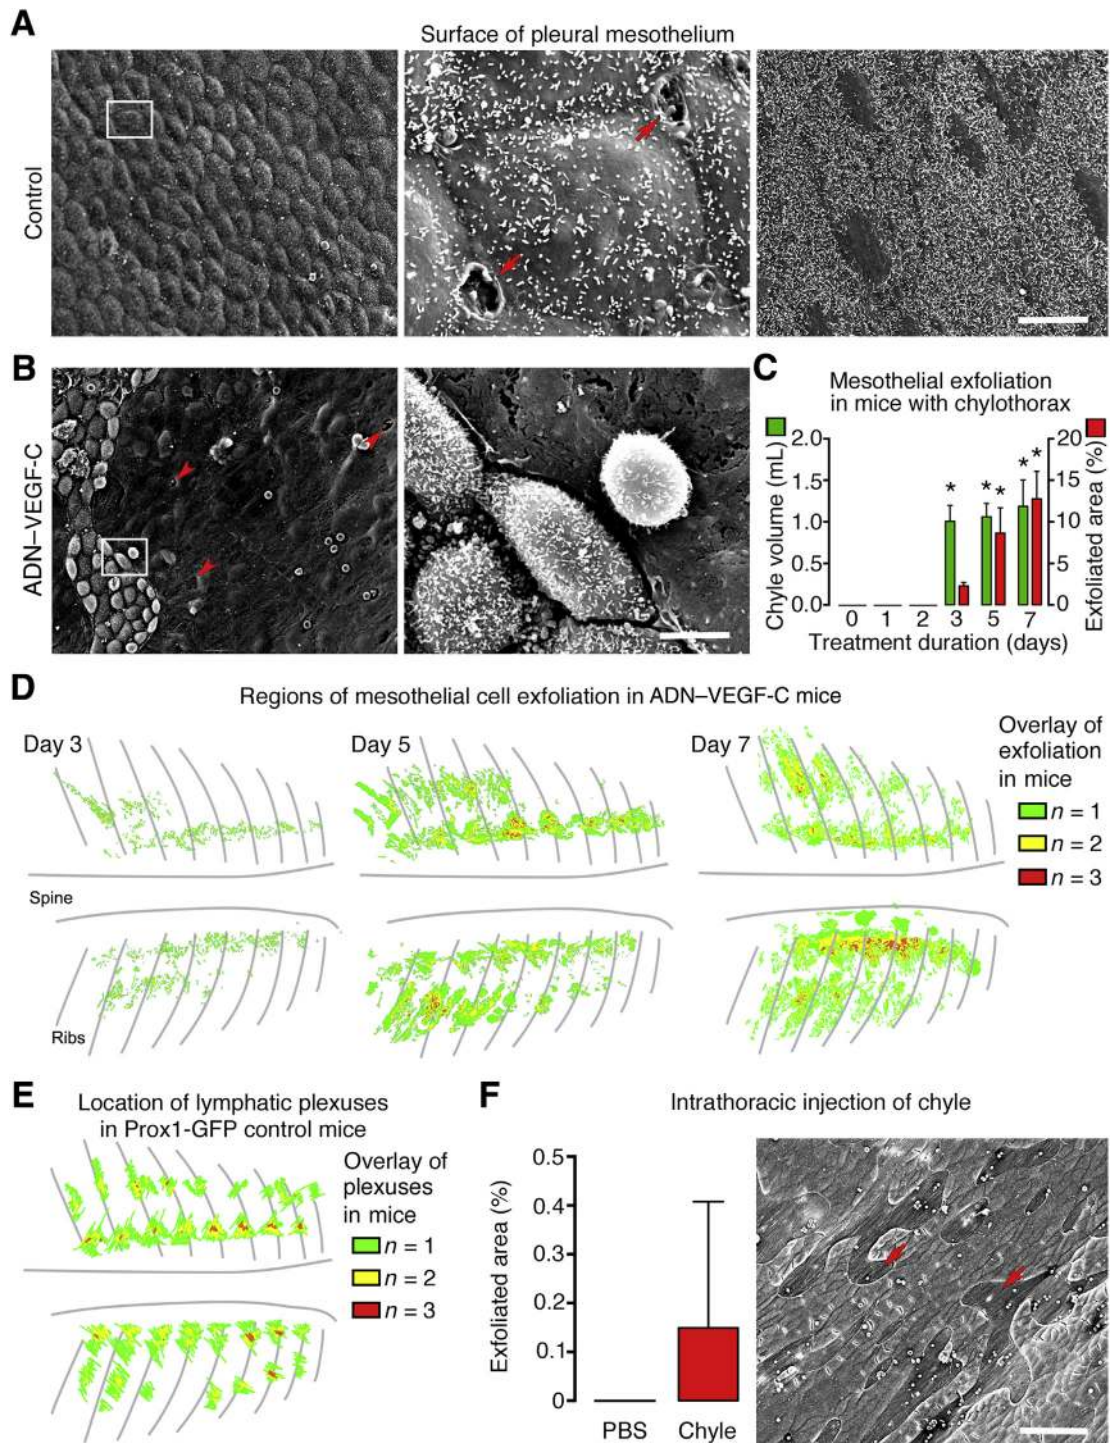 A
Surface of pleural mesothelium
Control
B
ADN–VEGF-C
C
Mesothelial exfoliation
in mice with chylothorax
Chyle volume (mL)
2.0
1.5
1.0
0.5
0.0
20
15
10
5
0
Exfoliated area (%)
* * * * *
0 1 2 3 5 7
Treatment duration (days)
D
Regions of mesothelial cell exfoliation in ADN–VEGF-C mice
Day 3
Day 5
Day 7
Spine
Ribs
Overlay of
exfoliation
in mice
n = 1
n = 2
n = 3
E
Location of lymphatic plexuses
in Prox1-GFP control mice
Overlay of
plexuses
in mice
n = 1
n = 2
n = 3
F
Intrathoracic injection of chyle
Exfoliated area (%)
0.5
0.4
0.3
0.2
0.1
0
PBS Chyle